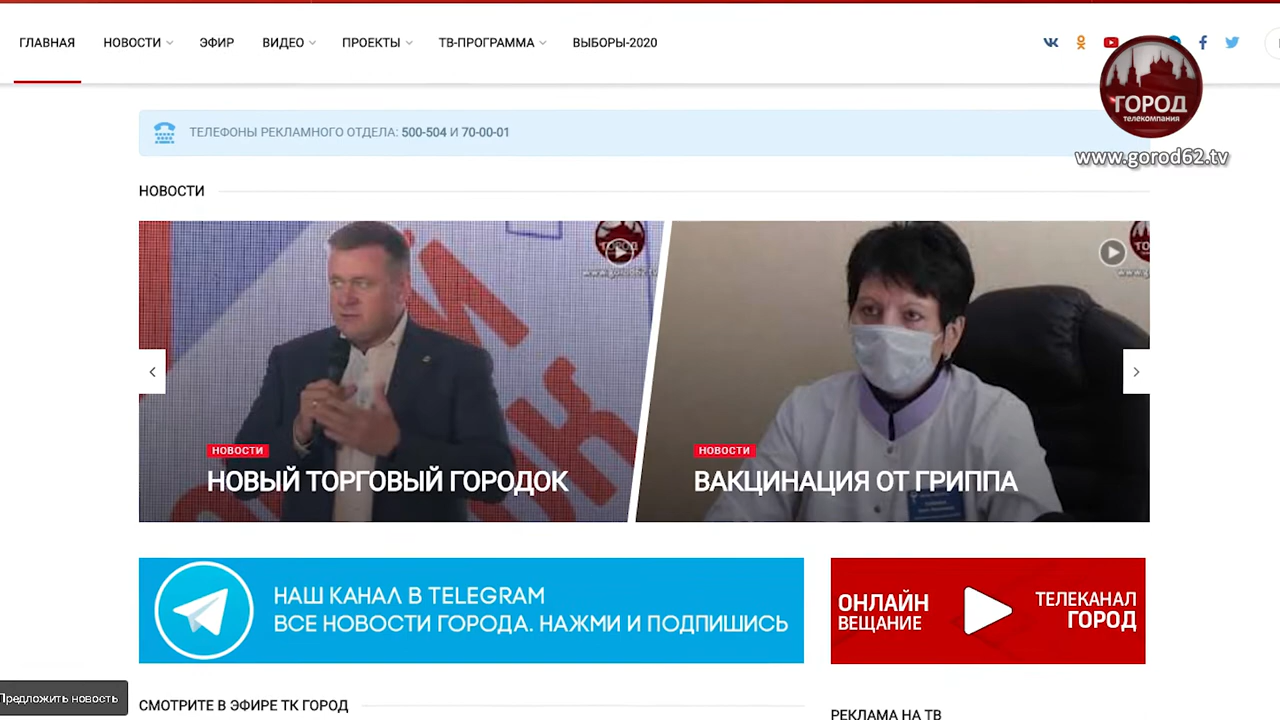 ГЛАВНАЯ НОВОСТИ ЭФИР ВИДЕО ПРОЕКТЫ ТВ-ПРОГРАММА ВЫБОРЫ-2020
ГОРОД
телекомпания
www.gorod62.tv
ТЕЛЕФОНЫ РЕКЛАМНОГО ОТДЕЛА: 500-504 И 70-00-01
НОВОСТИ
ГОРОД
НОВОСТИ
НОВЫЙ ТОРГОВЫЙ ГОРОДОК
НОВОСТИ
ВАКЦИНАЦИЯ ОТ ГРИППА
НАШ КАНАЛ В TELEGRAM
ВСЕ НОВОСТИ ГОРОДА. НАЖМИ И ПОДПИШИСЬ
ОНЛАЙН
ВЕЩАНИЕ
ТЕЛЕКАНАЛ
ГОРОД
Предложить новость
СМОТРИТЕ В ЭФИРЕ ТК ГОРОД
РЕКЛАМА НА ТВ